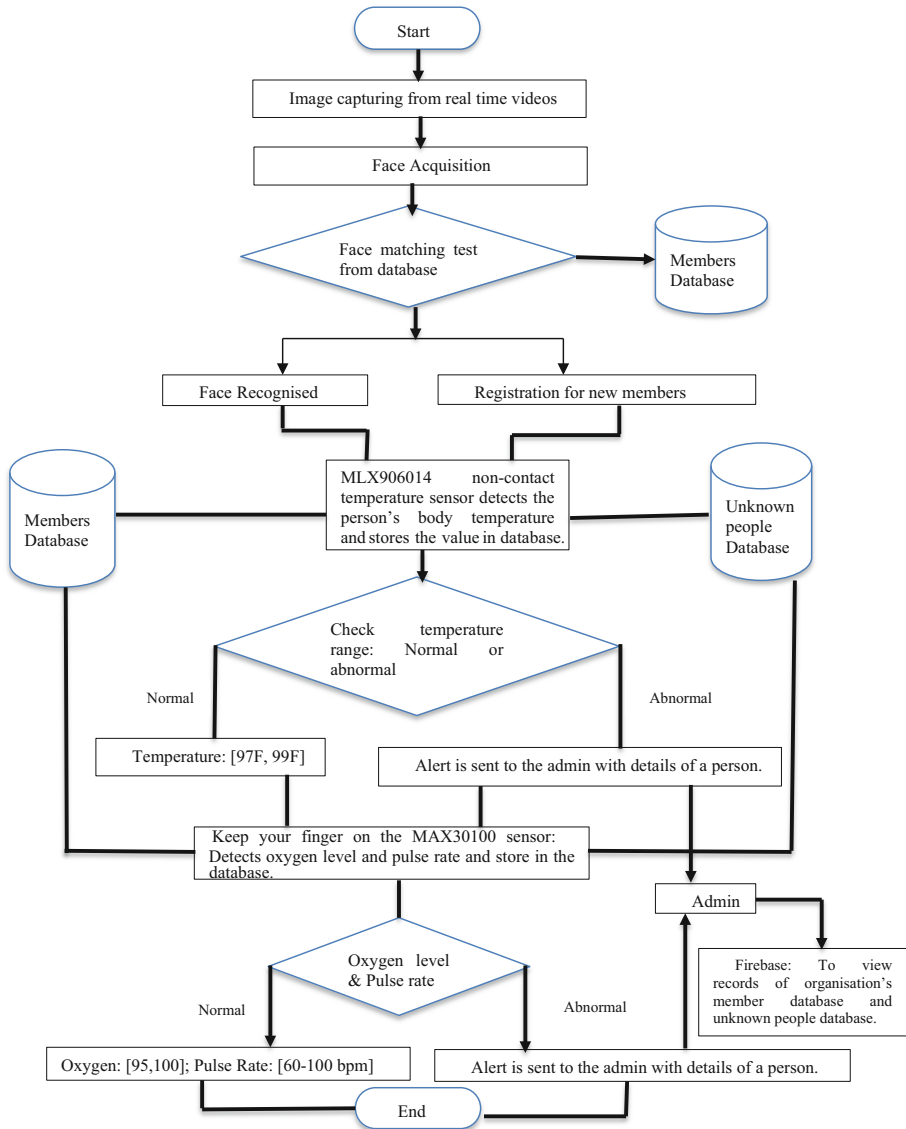 Start
Image capturing from real time videos
Face Acquisition
Face matching test
from database
Members
Database
Face Recognised
Registration for new members
Members
Database
MLX906014 non-contact
temperature sensor detects the
person's body temperature
and stores the value in database.
Unknown
people
Database
Check temperature
range: Normal or
abnormal
Normal
Abnormal
Temperature: [97F, 99F]
Alert is sent to the admin with details of a person.
Keep your finger on the MAX30100 sensor:
Detects oxygen level and pulse rate and store in the
database.
Admin
Oxygen level
& Pulse rate
Firebase: To view
records of organisation's
member database and
unknown people database.
Normal
Abnormal
Oxygen: [95,100]; Pulse Rate: [60-100 bpm]
Alert is sent to the admin with details of a person.
End